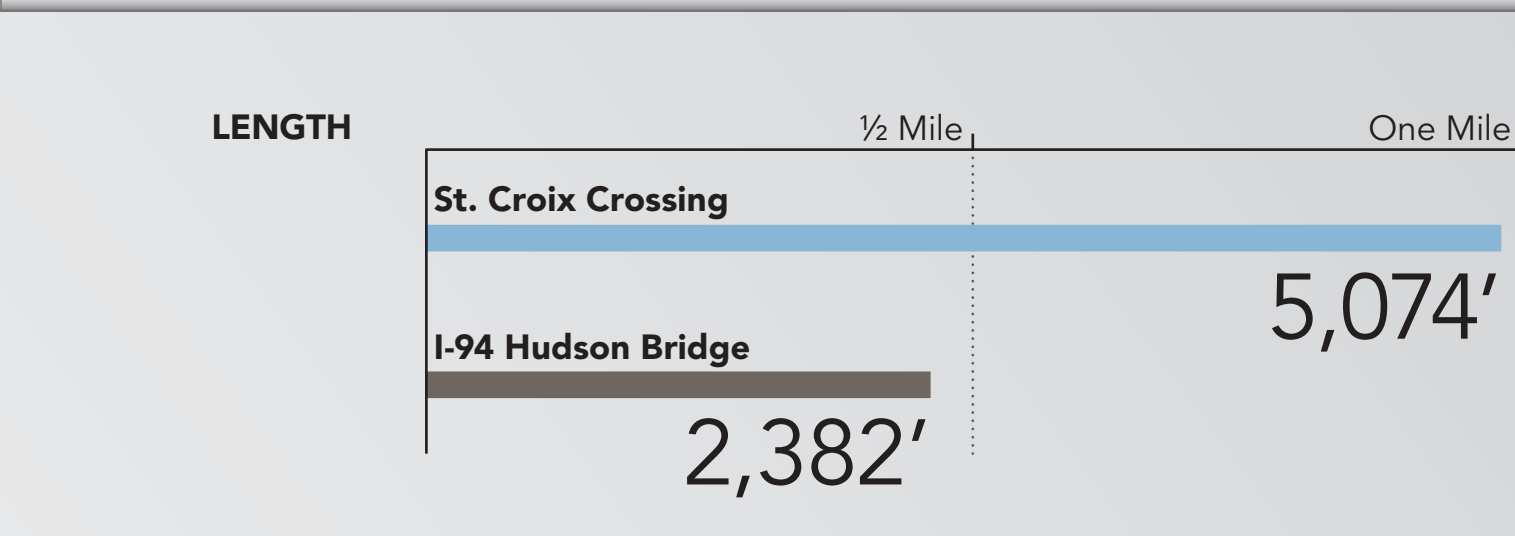 LENGTH
½ Mile
One Mile
St. Croix Crossing
5,074’
I-94 Hudson Bridge
2,382’